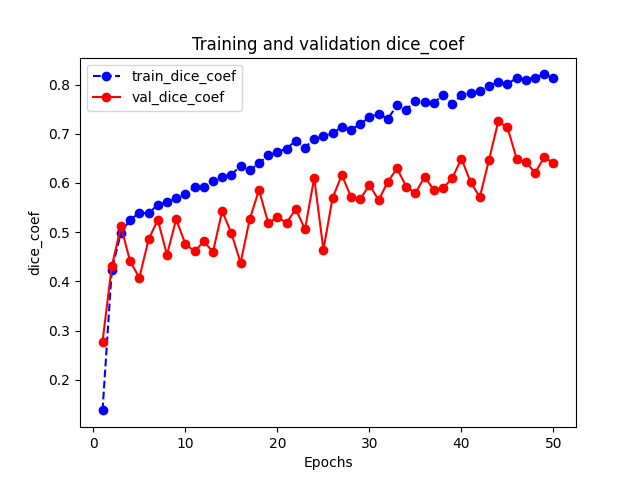 Training and validation dice_coef
train_dice_coef
val_dice_coef
dice_coef
0.8
0.7
0.6
0.5
0.4
0.3
0.2
0 10 20 30 40 50
Epochs